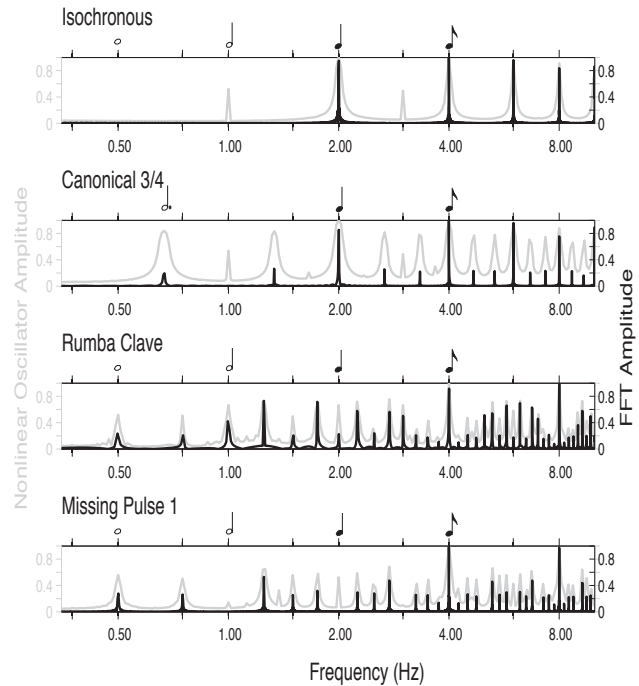 Isochronous
0.8
0.4
0
0.8
0.4
0
0.50 1.00 2.00 4.00 8.00
Canonical 3/4
0.8
0.4
0
0.8
0.4
0
0.50 1.00 2.00 4.00 8.00
Rumba Clave
0.8
0.4
0
0.8
0.4
0
0.50 1.00 2.00 4.00 8.00
Missing Pulse 1
0.8
0.4
0
0.8
0.4
0
0.50 1.00 2.00 4.00 8.00
Nonlinear Oscillator Amplitude
FFT Amplitude
Frequency (Hz)